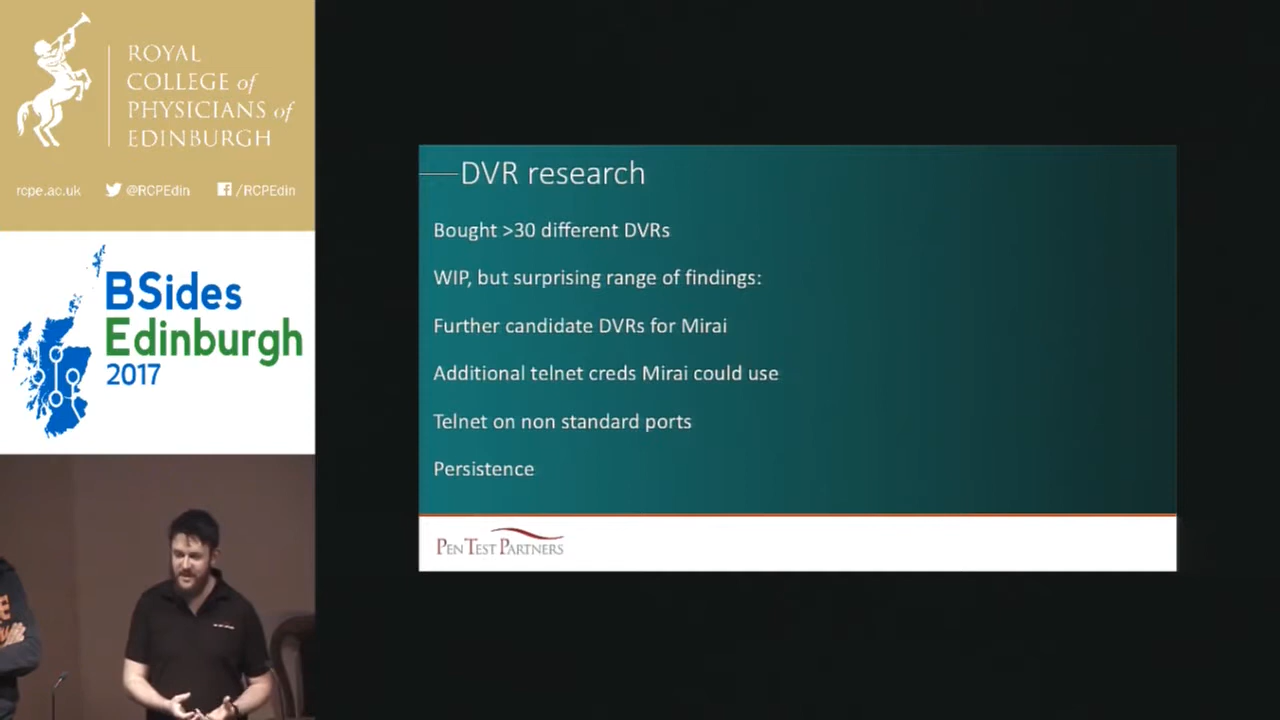 ROYAL
COLLEGE of
PHYSICIANS of
EDINBURGH
rcpe.ac.uk @RCPEdin /RCPEdin
BSides
Edinburgh
2017
DVR research
Bought >30 different DVRs
WIP, but surprising range of findings:
Further candidate DVRs for Mirai
Additional telnet creds Mirai could use
Telnet on non standard ports
Persistence
PEN TEST PARTNERS